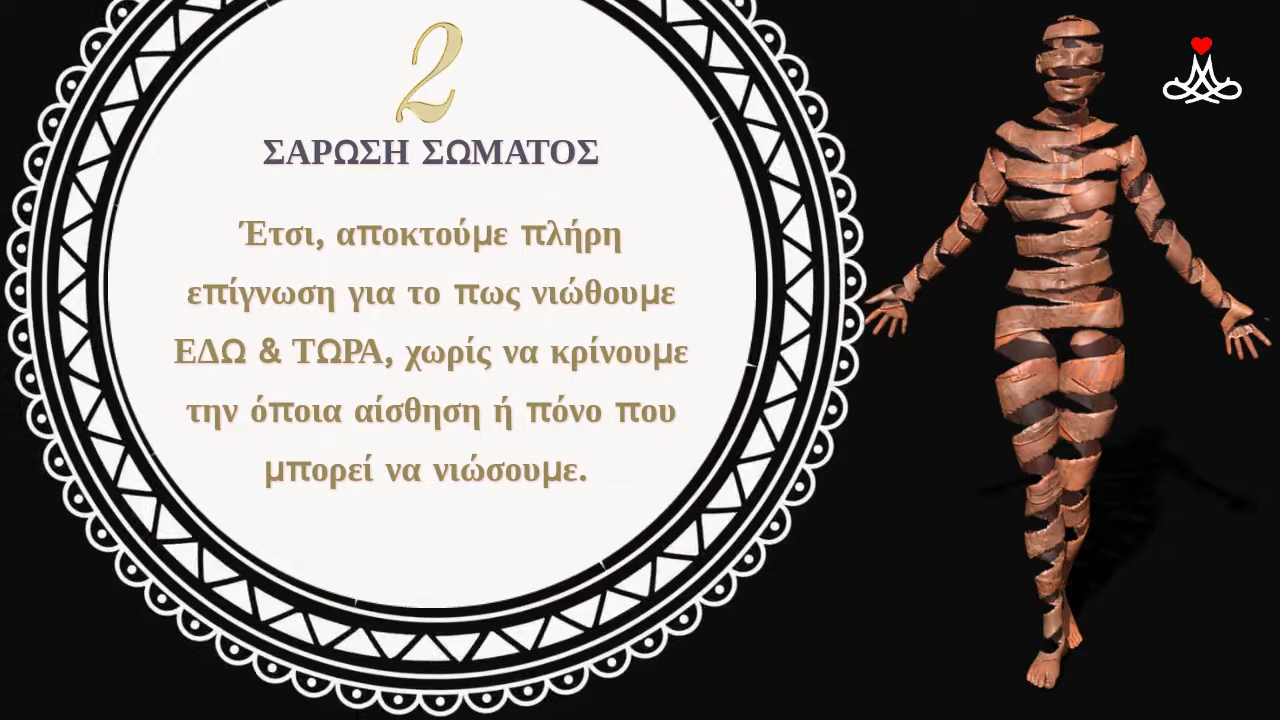 2
ΣΑΡΩΣΗ ΣΩΜΑΤΟΣ
Έτσι, αποκτούμε πλήρη
επίγνωση για το πως νιώθουμε
ΕΔΩ & ΤΩΡΑ, χωρίς να κρίνουμε
την όποια αίσθηση ή πόνο που
μπορεί να νιώσουμε.